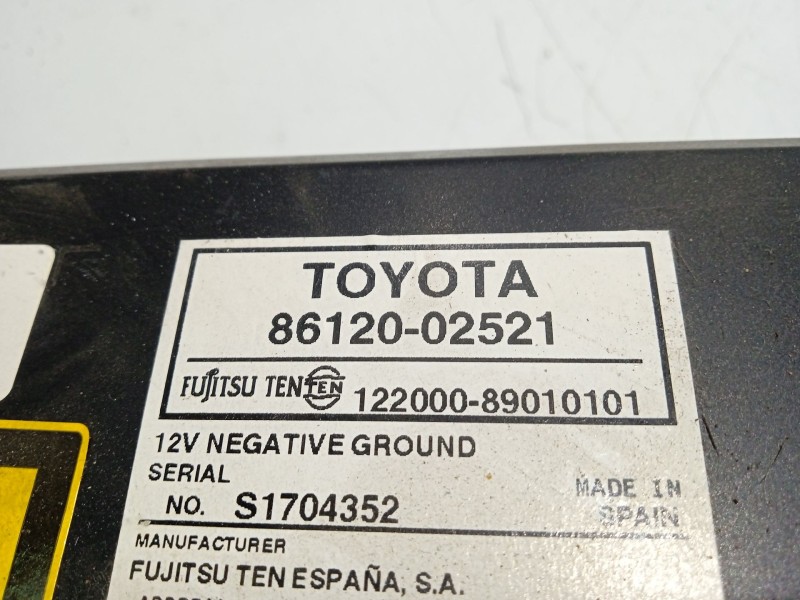 TOYOTA
86120-02521
FUJITSU TEN TEN 122000-89010101
12V NEGATIVE GROUND
SERIAL
NO. S1704352
MADE IN
SPAIN
MANUFACTURER
FUJITSU TEN ESPAÑA, S.A.